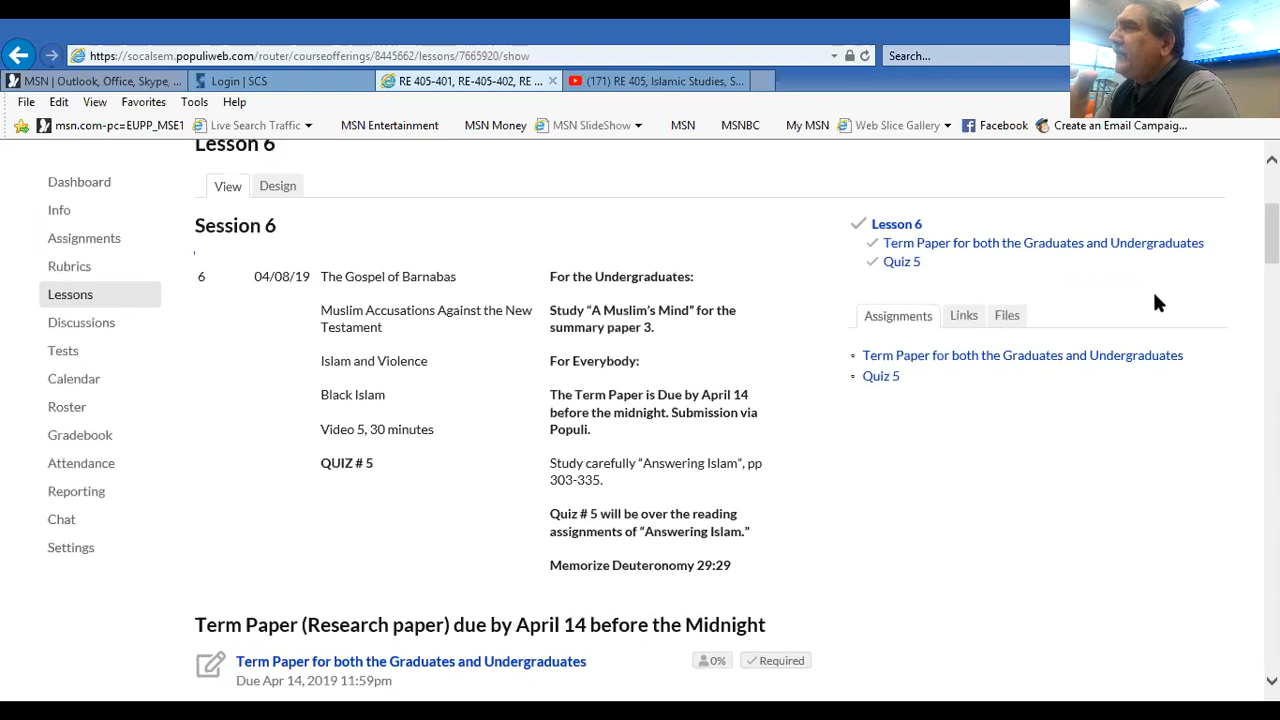 https://socalsem.populiweb.com/router/courseofferings/8445662/lessons/7665920/show
Search...
MSN | Outlook, Office, Skype, ...
Login | SCS
RE 405-401, RE-405-402, RE ...
(171) RE 405, Islamic Studies, S...
File Edit View Favorites Tools Help
msn.com-pc=EUPP_MSE1
Live Search Traffic
MSN Entertainment
MSN Money
MSN SlideShow
MSN
MSNBC
My MSN
Web Slice Gallery
Facebook
Create an Email Campaig...
Lesson 6
Dashboard
Info
Assignments
Rubrics
Lessons
Discussions
Tests
Calendar
Roster
Gradebook
Attendance
Reporting
Chat
Settings
View Design
Session 6
6 04/08/19
The Gospel of Barnabas
Muslim Accusations Against the New
Testament
Islam and Violence
Black Islam
Video 5, 30 minutes
QUIZ # 5
For the Undergraduates:
Study “A Muslim’s Mind” for the
summary paper 3.
For Everybody:
The Term Paper is Due by April 14
before the midnight. Submission via
Populi.
Study carefully “Answering Islam”, pp
303-335.
Quiz # 5 will be over the reading
assignments of “Answering Islam.”
Memorize Deuteronomy 29:29
Lesson 6
Term Paper for both the Graduates and Undergraduates
Quiz 5
Assignments Links Files
Term Paper for both the Graduates and Undergraduates
Quiz 5
Term Paper (Research paper) due by April 14 before the Midnight
Term Paper for both the Graduates and Undergraduates
0% Required
Due Apr 14, 2019 11:59pm